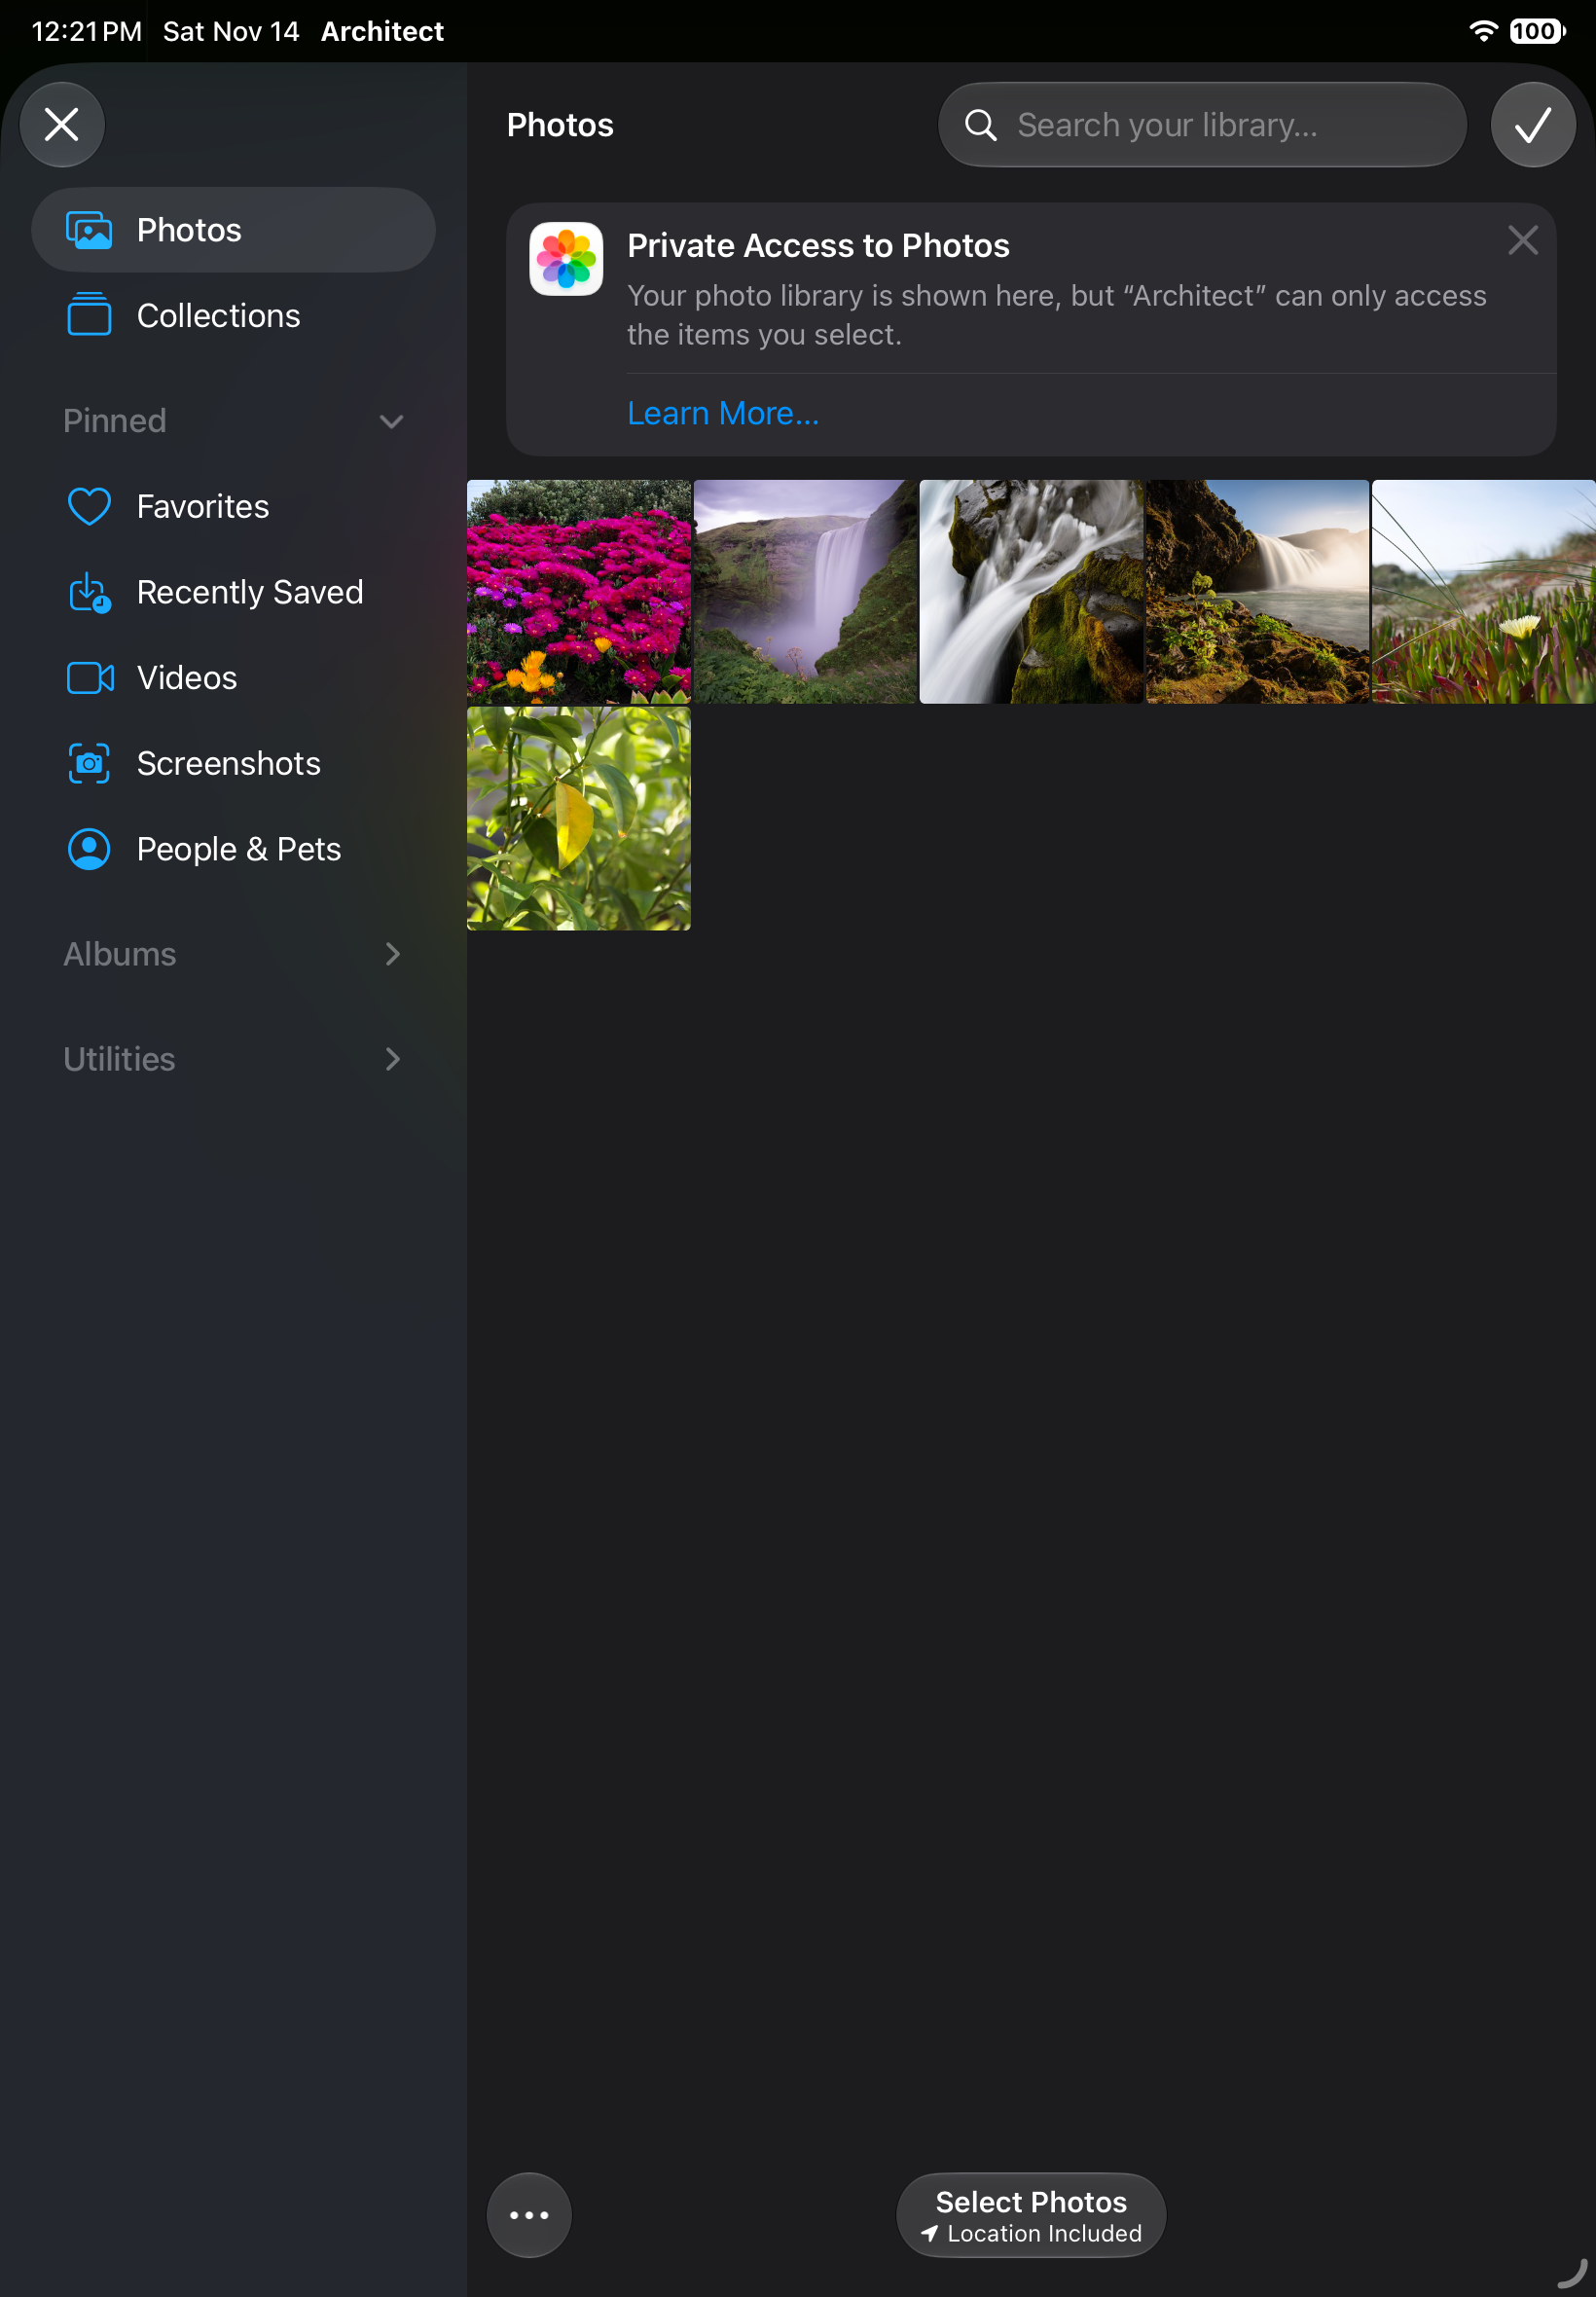 12:21 PM Sat Nov 14 Architect
100
Photos
Search your library...
Photos
Collections
Pinned
Favorites
Recently Saved
Videos
Screenshots
People & Pets
Albums
Utilities
Private Access to Photos
Your photo library is shown here, but “Architect” can only access
the items you select.
Learn More...
Select Photos
Location Included